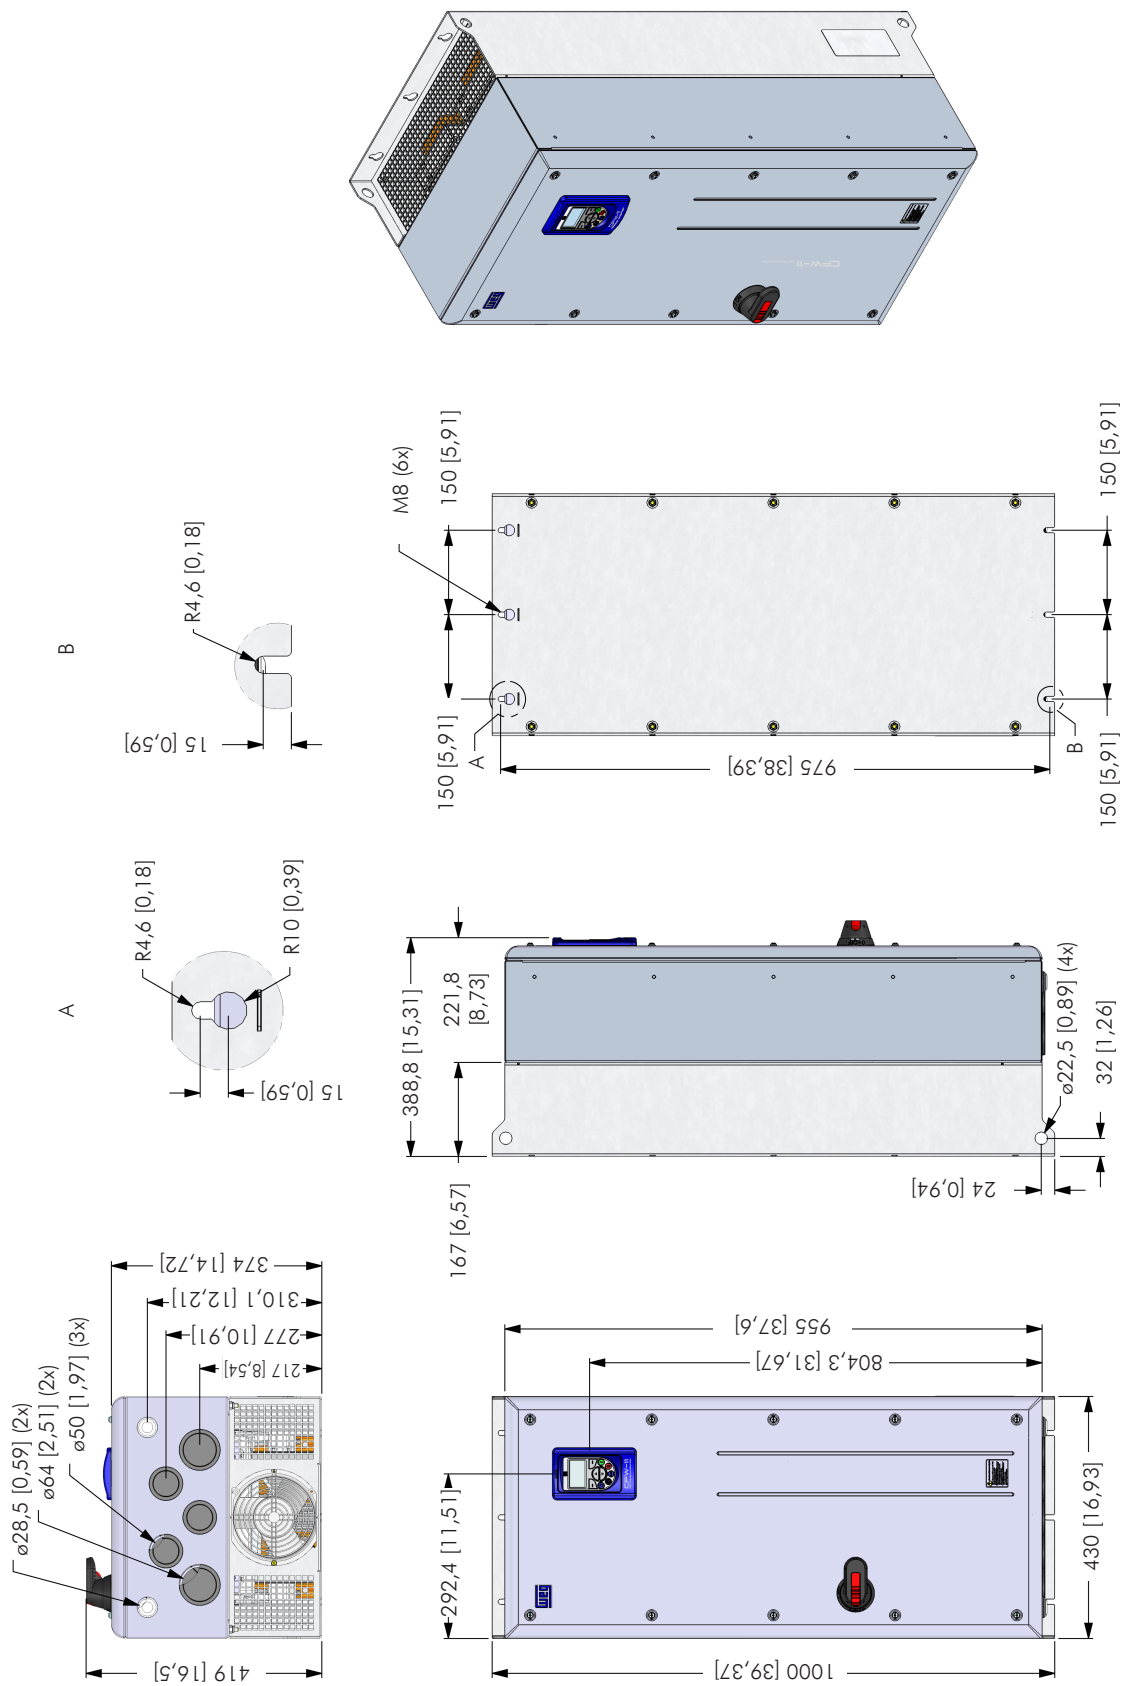 B
R4,6 [0,18]
15 [0,59]
A
R4,6 [0,18]
R10 [0,39]
15 [0,59]
M8 (6x)
150 [5,91]
150 [5,91]
150 [5,91]
150 [5,91]
A
B
975 [38,39]
388,8 [15,31]
221,8
[8,73]
167 [6,57]
ø22,5 [0,89] (4x)
32 [1,26]
24 [0,94]
374 [14,72]
310,1 [12,21]
277 [10,91]
217 [8,54]
ø50 [1,97] (3x)
ø64 [2,51] (2x)
ø28,5 [0,59] (2x)
419 [16,5]
955 [37,6]
804,3 [31,67]
292,4 [11,51]
430 [16,93]
1000 [39,37]
CFW-11
CFW-11